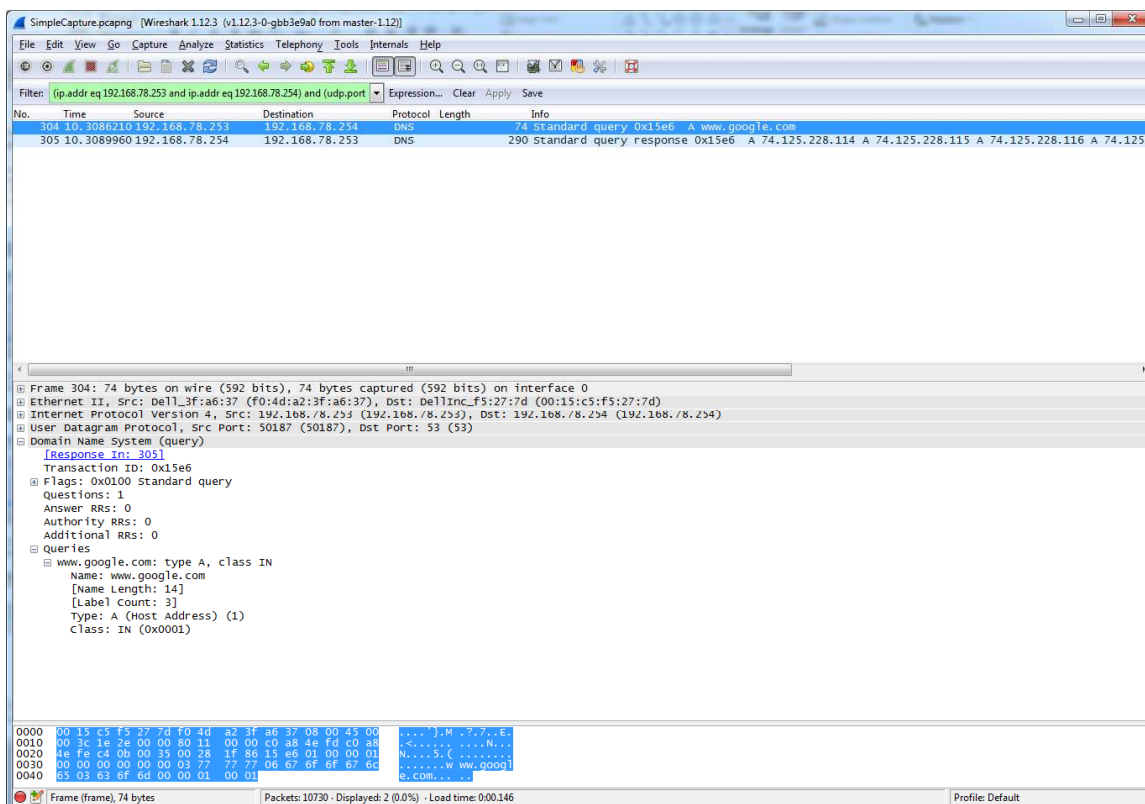 SimpleCapture.pcapng [Wireshark 1.12.3 (v1.12.3-0-gbb3e9a0 from master-1.12)]
File Edit View Go Capture Analyze Statistics Telephony Tools Internals Help
Filter: (ip.addr eq 192.168.78.253 and ip.addr eq 192.168.78.254) and (udp.port Expression... Clear Apply Save
No. Time Source Destination Protocol Length Info
304 10.3086210 192.168.78.253 192.168.78.254 DNS 74 Standard query 0x15e6 A www.google.com
305 10.3089960 192.168.78.254 192.168.78.253 DNS 290 Standard query response 0x15e6 A 74.125.228.114 A 74.125.228.115 A 74.125.228.116 A 74.125
Frame 304: 74 bytes on wire (592 bits), 74 bytes captured (592 bits) on interface 0
Ethernet II, Src: Dell_3f:a6:37 (f0:4d:a2:3f:a6:37), Dst: DellInc_f5:27:7d (00:15:c5:f5:27:7d)
Internet Protocol Version 4, Src: 192.168.78.253 (192.168.78.253), Dst: 192.168.78.254 (192.168.78.254)
User Datagram Protocol, Src Port: 50187 (50187), Dst Port: 53 (53)
Domain Name System (query)
[Response In: 305]
Transaction ID: 0x15e6
Flags: 0x0100 Standard query
Questions: 1
Answer RRs: 0
Authority RRs: 0
Additional RRs: 0
Queries
www.google.com: type A, class IN
Name: www.google.com
[Name Length: 14]
[Label Count: 3]
Type: A (Host Address) (1)
Class: IN (0x0001)
0000 00 15 c5 f5 27 7d f0 4d a2 3f a6 37 08 00 45 00 ....'}.M .?.7..E.
0010 00 3c 1e 2e 00 00 80 11 00 00 c0 a8 4e fd c0 a8 .<...... ....N...
0020 4e fe c4 0b 00 35 00 28 1f 86 15 e6 01 00 00 01 N....5.( ........
0030 00 00 00 00 00 00 03 77 77 77 06 67 6f 6f 67 6c .......w ww.googl
0040 65 03 63 6f 6d 00 00 01 00 01 e.com... ..
Frame (frame), 74 bytes Packets: 10730 · Displayed: 2 (0.0%) · Load time: 0:00.146 Profile: Default